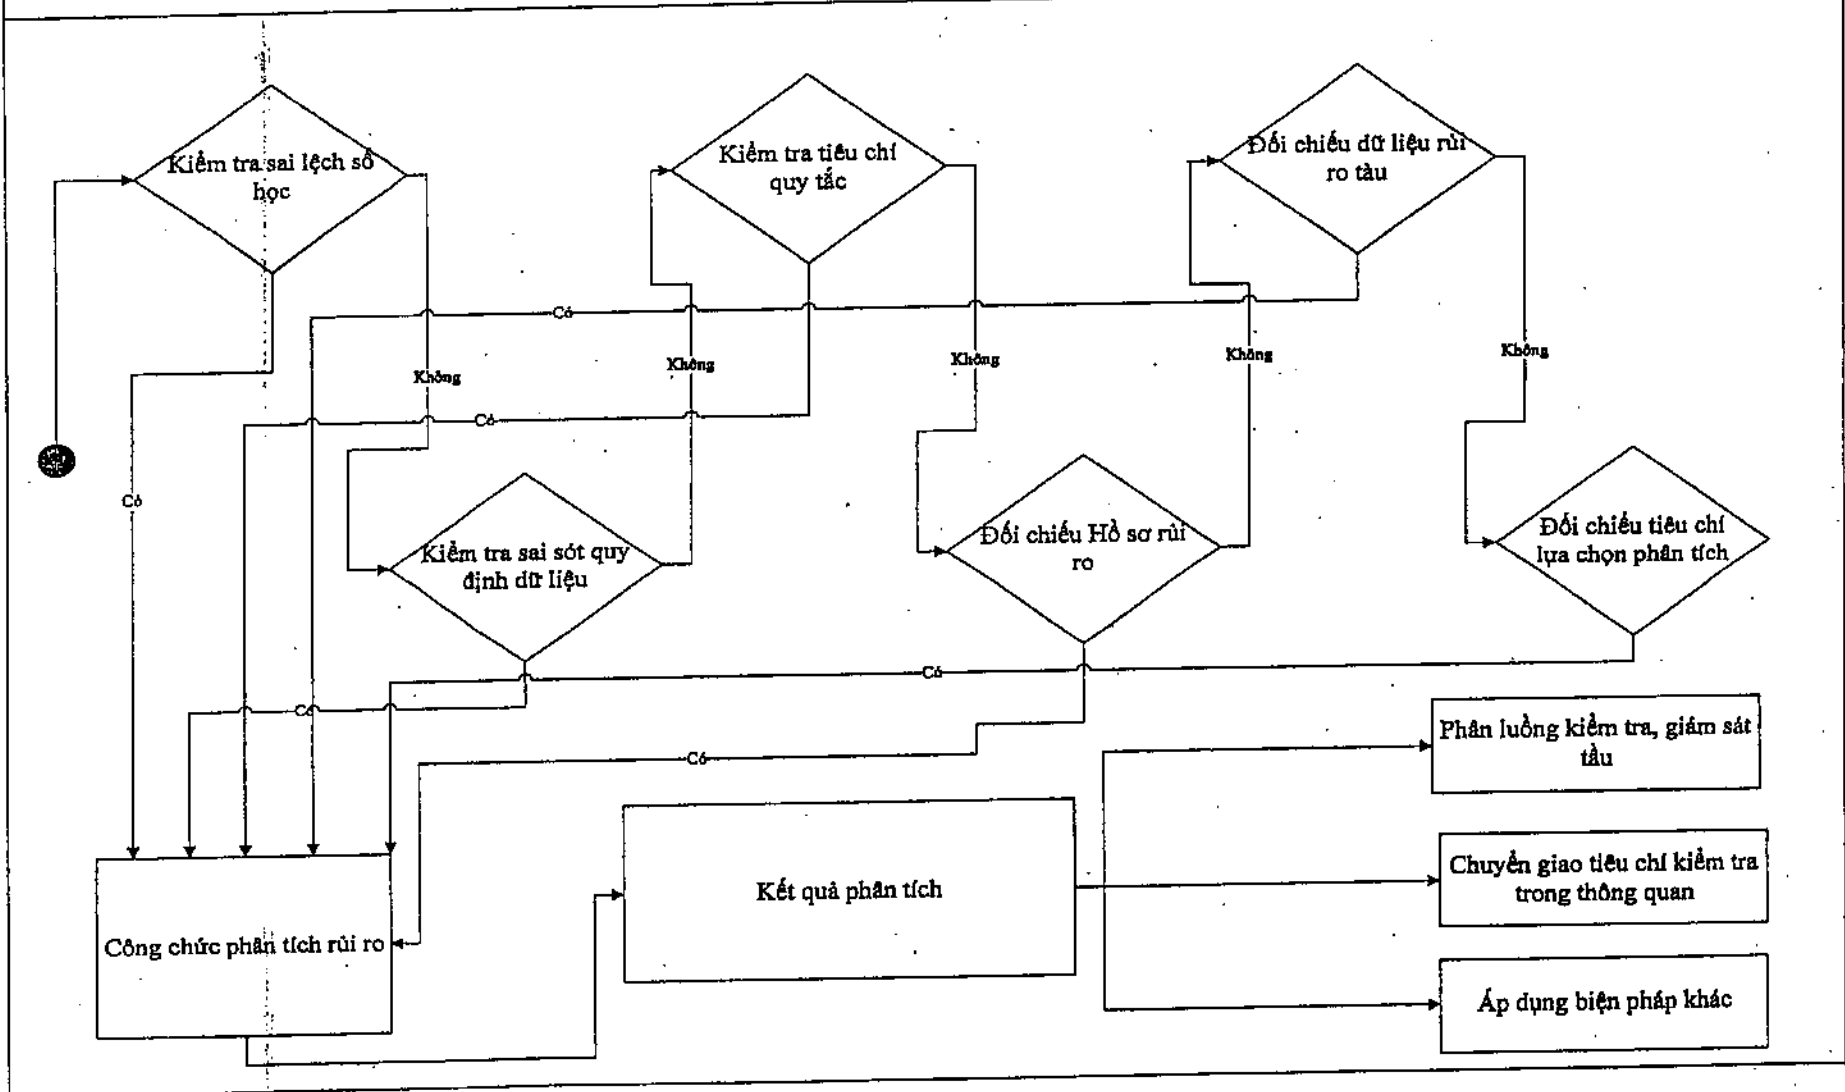 Kiểm tra sai lệch số
học
Kiểm tra tiêu chí
quy tắc
Đối chiếu dữ liệu rủi
ro tàu
Có
Không
Không
Không
Không
Không
Có
Có
Kiểm tra sai sót quy
định dữ liệu
Đối chiếu Hồ sơ rủi
ro
Đối chiếu tiêu chí
lựa chọn phân tích
Có
Có
Có
Phân luồng kiểm tra, giám sát
tầu
Kết quả phân tích
Chuyển giao tiêu chí kiểm tra
trong thông quan
Công chức phân tích rủi ro
Áp dụng biện pháp khác